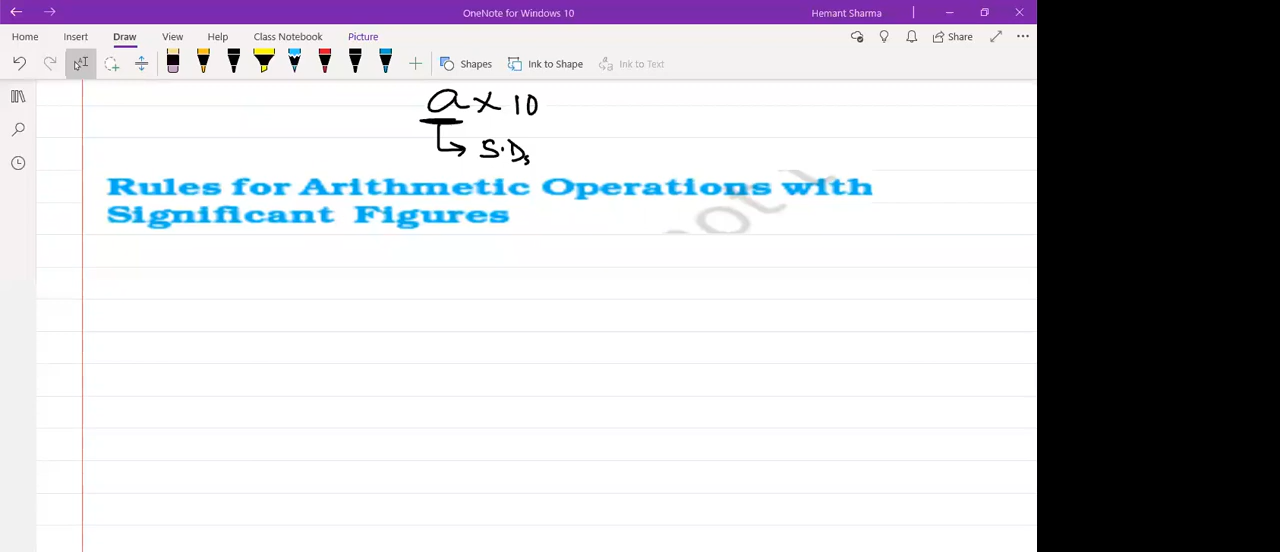 OneNote for Windows 10
Hemant Sharma
Home Insert Draw View Help Class Notebook Picture
Share
Shapes Ink to Shape Ink to Text
a × 10
S.Ds
Rules for Arithmetic Operations with
Significant Figures